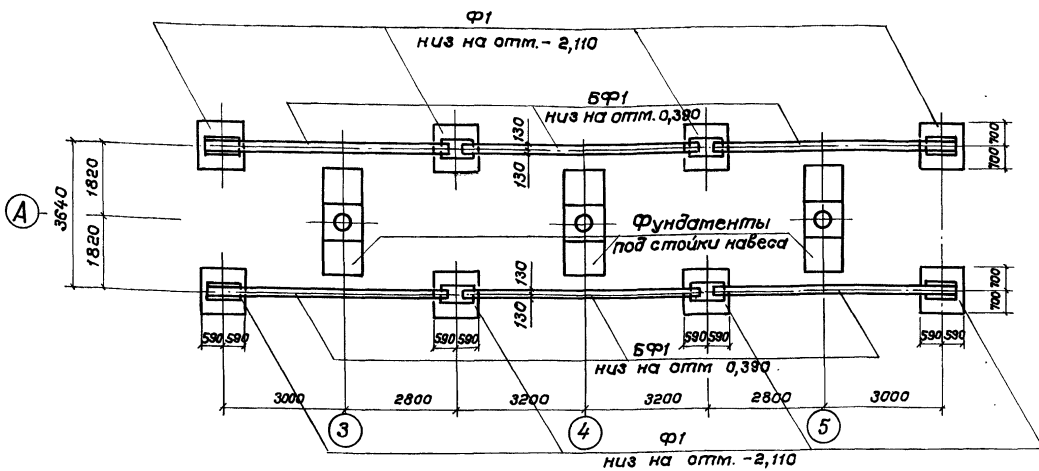 Ф1
низ на отм.- 2,110
БФ1
низ на отм. 0,390
130
130
700
700
1820
3640
1820
А
Фундаменты
под стойки навеса
130
130
700
700
590 590
590 590
590 590
590 590
БФ1
низ на отм 0,390
3000
2800
3200
3200
2800
3000
3
4
5
Ф1
низ на отм. -2,110